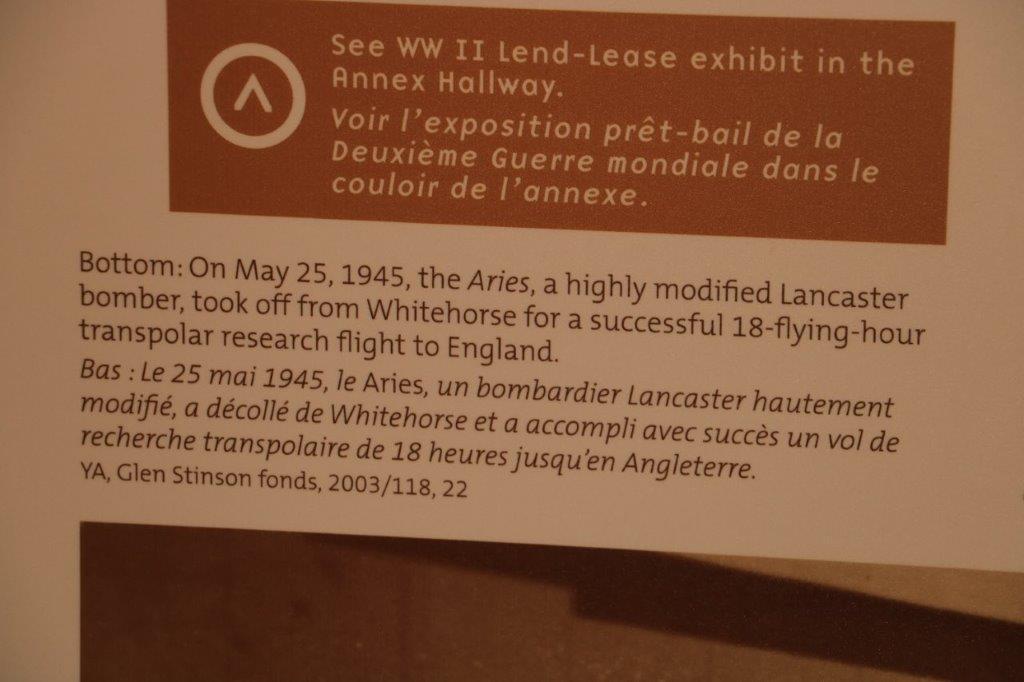 See WW II Lend-Lease exhibit in the
Annex Hallway.
Voir l'exposition prêt-bail de la
Deuxième Guerre mondiale dans le
couloir de l'annexe.
Bottom: On May 25, 1945, the Aries, a highly modified Lancaster
bomber, took off from Whitehorse for a successful 18-flying-hour
transpolar research flight to England.
Bas : Le 25 mai 1945, le Aries, un bombardier Lancaster hautement
modifié, a décollé de Whitehorse et a accompli avec succès un vol de
recherche transpolaire de 18 heures jusqu'en Angleterre.
YA, Glen Stinson fonds, 2003/118, 22